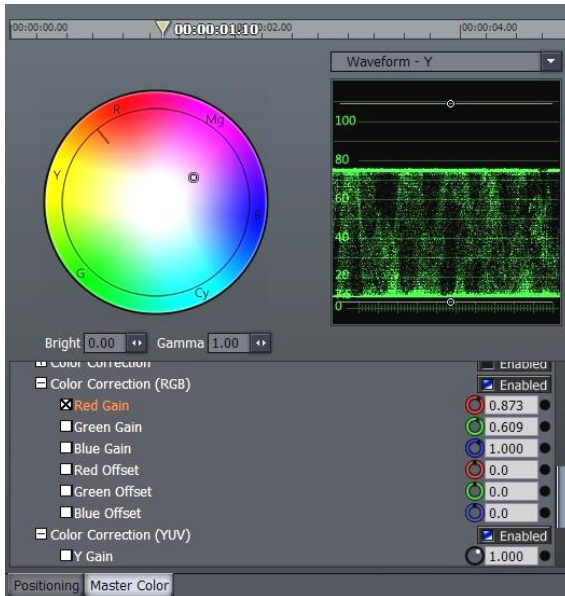 00:00:00.00 00:00:01.10 0:02.00 00:00:04.00
Waveform - Y
R
Mg
Y
B
G
Cy
100
80
60
40
20
7.5
0
Bright 0.00 Gamma 1.00
Color Correction Enabled
Color Correction (RGB) Enabled
Red Gain 0.873
Green Gain 0.609
Blue Gain 1.000
Red Offset 0.0
Green Offset 0.0
Blue Offset 0.0
Color Correction (YUV) Enabled
Y Gain 1.000
Positioning Master Color